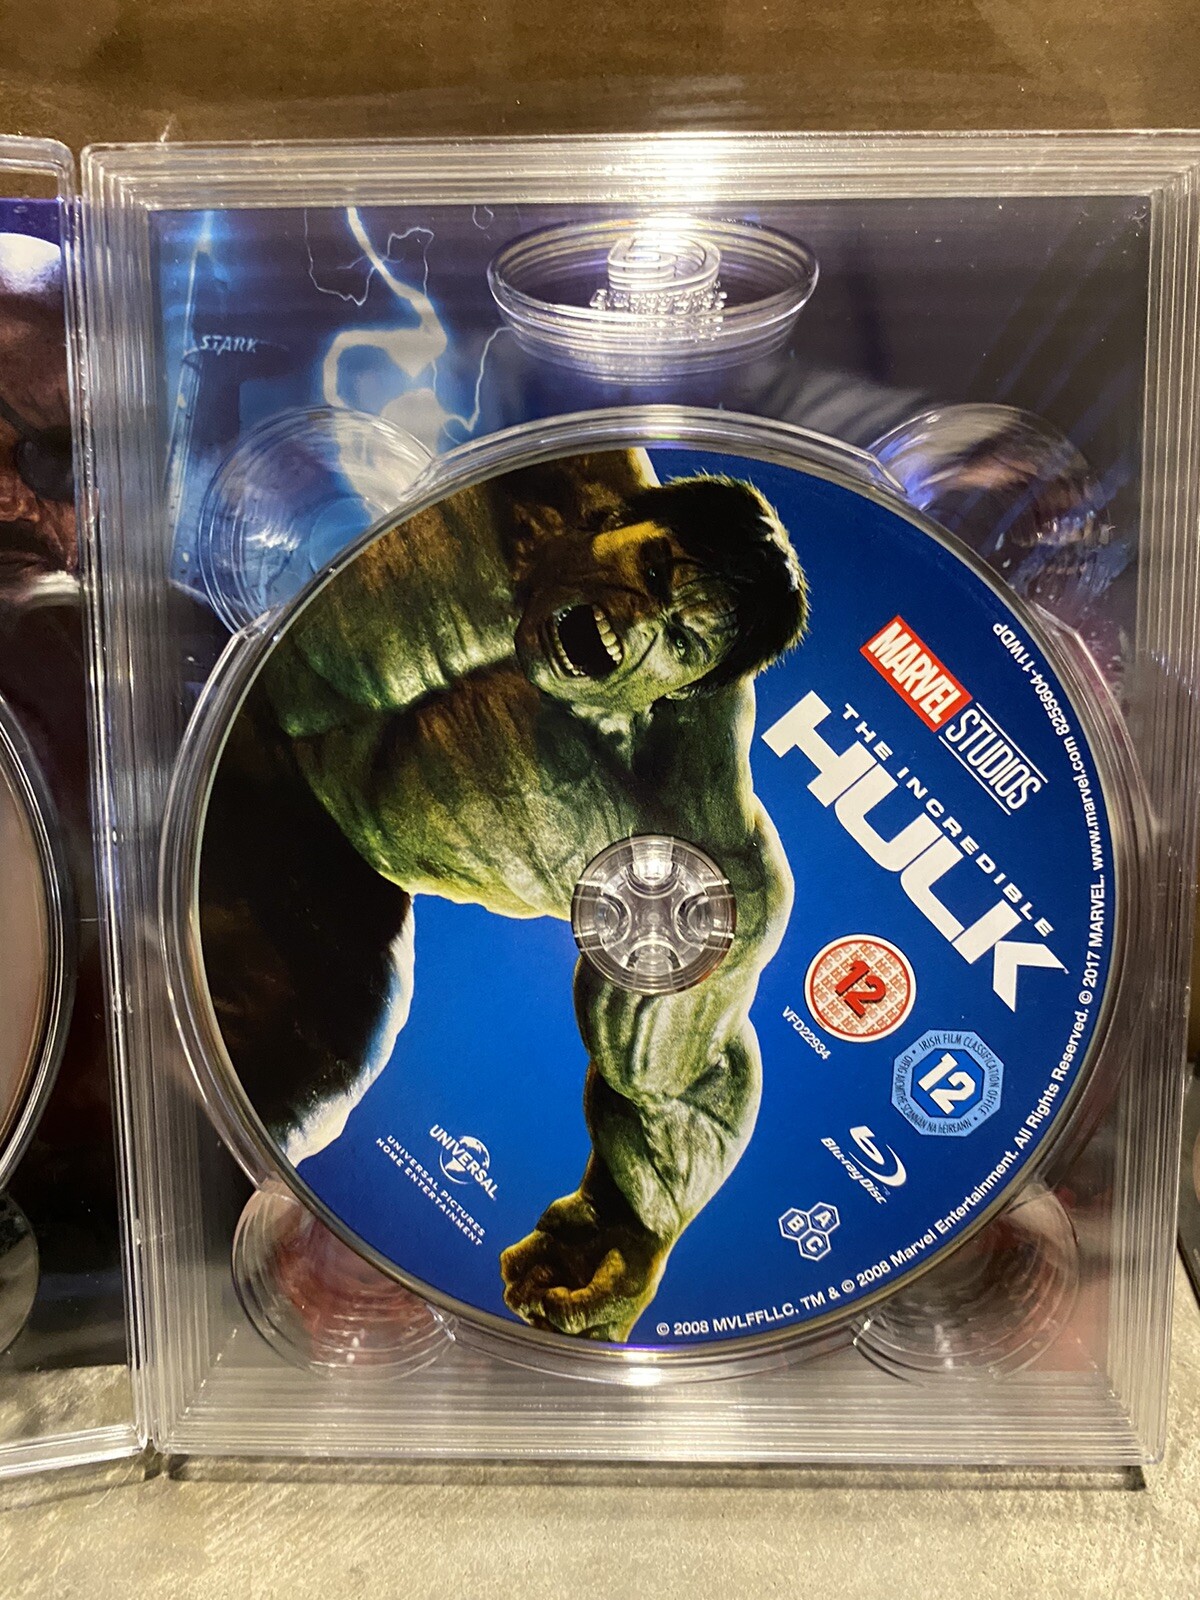 STARK
MARVEL STUDIOS
THE INCREDIBLE
HULK
12
VFD22934
IRISH FILM CLASSIFICATION OFFICE
12
Blu-ray Disc
A
B
C
UNIVERSAL
UNIVERSAL PICTURES
HOME ENTERTAINMENT
© 2008 MVLFFLLC. TM & © 2008 Marvel Entertainment. All Rights Reserved. © 2017 MARVEL. www.marvel.com 8255604-11WDP